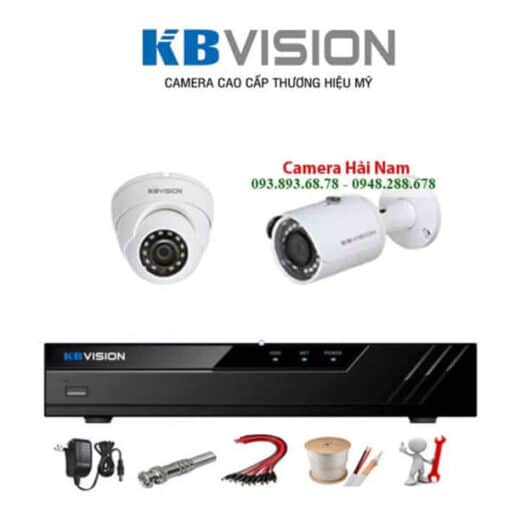 KBVISION
CAMERA CAO CẤP THƯƠNG HIỆU MỸ
Camera Hải Nam
093.893.68.78 - 0948.288.678
KBVISION
KBVISION
KBVISION
HDD NET POWER